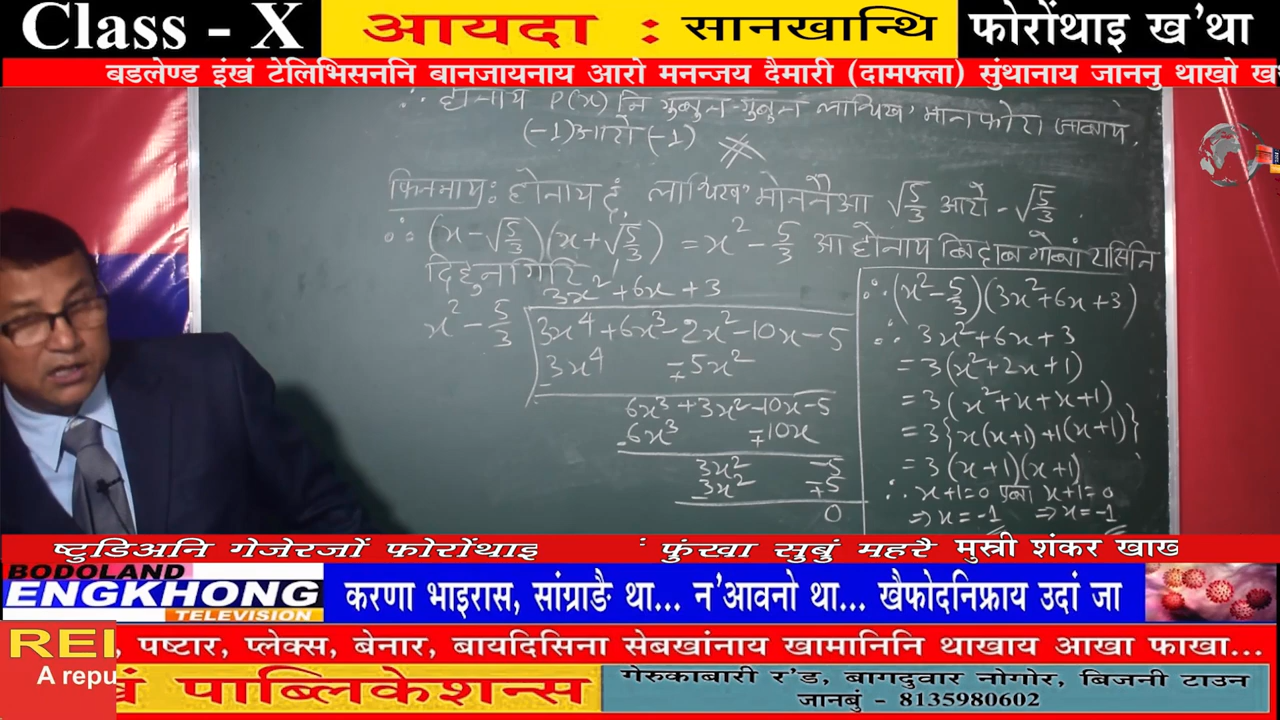 Class - X
आयदा : सानखान्थि
फोरोंथाइ ख'था
बडलेण्ड इंखं टेलिभिसननि बानजायनाय आरो मनन्जय दैमारी (दामफ्ला) सुंथानाय जाननु थाखो ख
∴ होनाय P(x) नि गुबुन-गुबुन लाथिख' मोनफोरा जाबाय
(-1) आरो (-1)
होनाय दं, लाथिख' मोननैआ √5/3 आरो -√5/3.
∴ (x-√5/3)(x+√5/3) = x² - 5/3 आ होनाय
3x²+6x+3
x² - 5/3
3x⁴+6x³-2x²-10x-5
3x⁴ -5x²
- +
6x³+3x²-10x-5
6x³ -10x
- +
3x² -5
3x² -5
- +
0
∴ (x²-5/3)(3x²+6x+3)
∴ 3x²+6x+3
= 3(x²+2x+1)
= 3(x²+x+x+1)
= 3{x(x+1)+1(x+1)}
= 3(x+1)(x+1)
∴ x+1=0 एबा x+1=0
⇒ x=-1 ⇒ x=-1
ष्टुडिअनि गेजेरजों फोरोंथाइ
फुंखा सुबुं महरै मुस्री शंकर खाख
BODOLAND
ENGKHONG
TELEVISION
करणा भाइरास, सांग्राङै था... न'आवनो था... खैफोदनिफ्राय उदां जा
REI
, पष्टार, प्लेक्स, बेनार, बायदिसिना सेबखांनाय खामानिनि थाखाय आखा फाखा...
A repu
खं पाब्लिकेशन्स
गेरुकाबारी र'ड, बागदुवार नोगोर, बिजनी टाउन
जानबुं - 8135980602